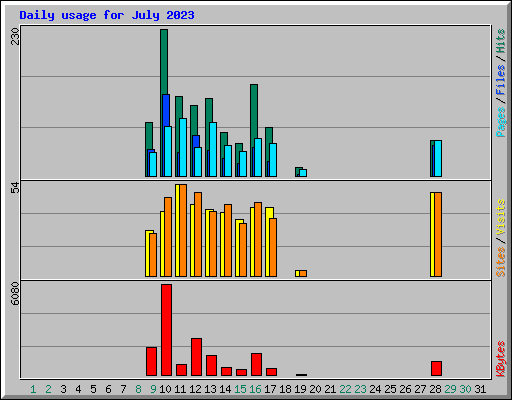 Daily usage for July 2023
230
54
6080
Pages / Files / Hits
Sites / Visits
KBytes
1 2 3 4 5 6 7 8 9 10 11 12 13 14 15 16 17 18 19 20 21 22 23 24 25 26 27 28 29 30 31